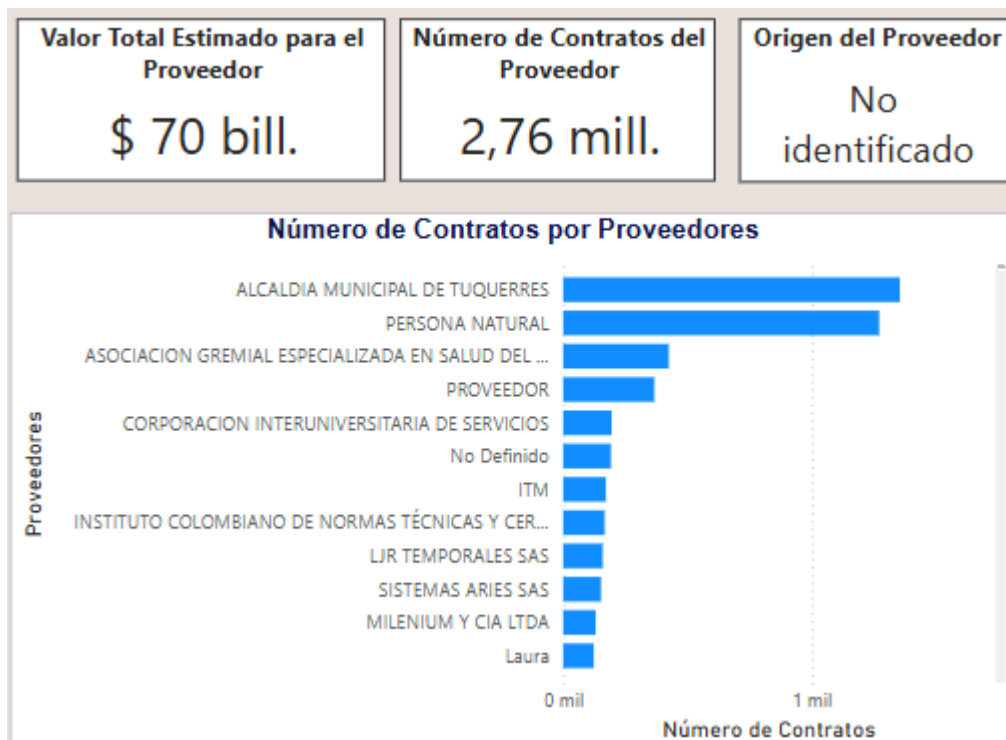 Valor Total Estimado para el
Proveedor
$ 70 bill.
Número de Contratos del
Proveedor
2,76 mill.
Origen del Proveedor
No
identificado
Número de Contratos por Proveedores
Proveedores
ALCALDIA MUNICIPAL DE TUQUERRES
PERSONA NATURAL
ASOCIACION GREMIAL ESPECIALIZADA EN SALUD DEL ...
PROVEEDOR
CORPORACION INTERUNIVERSITARIA DE SERVICIOS
No Definido
ITM
INSTITUTO COLOMBIANO DE NORMAS TÉCNICAS Y CER...
LJR TEMPORALES SAS
SISTEMAS ARIES SAS
MILENIUM Y CIA LTDA
Laura
0 mil
1 mil
Número de Contratos